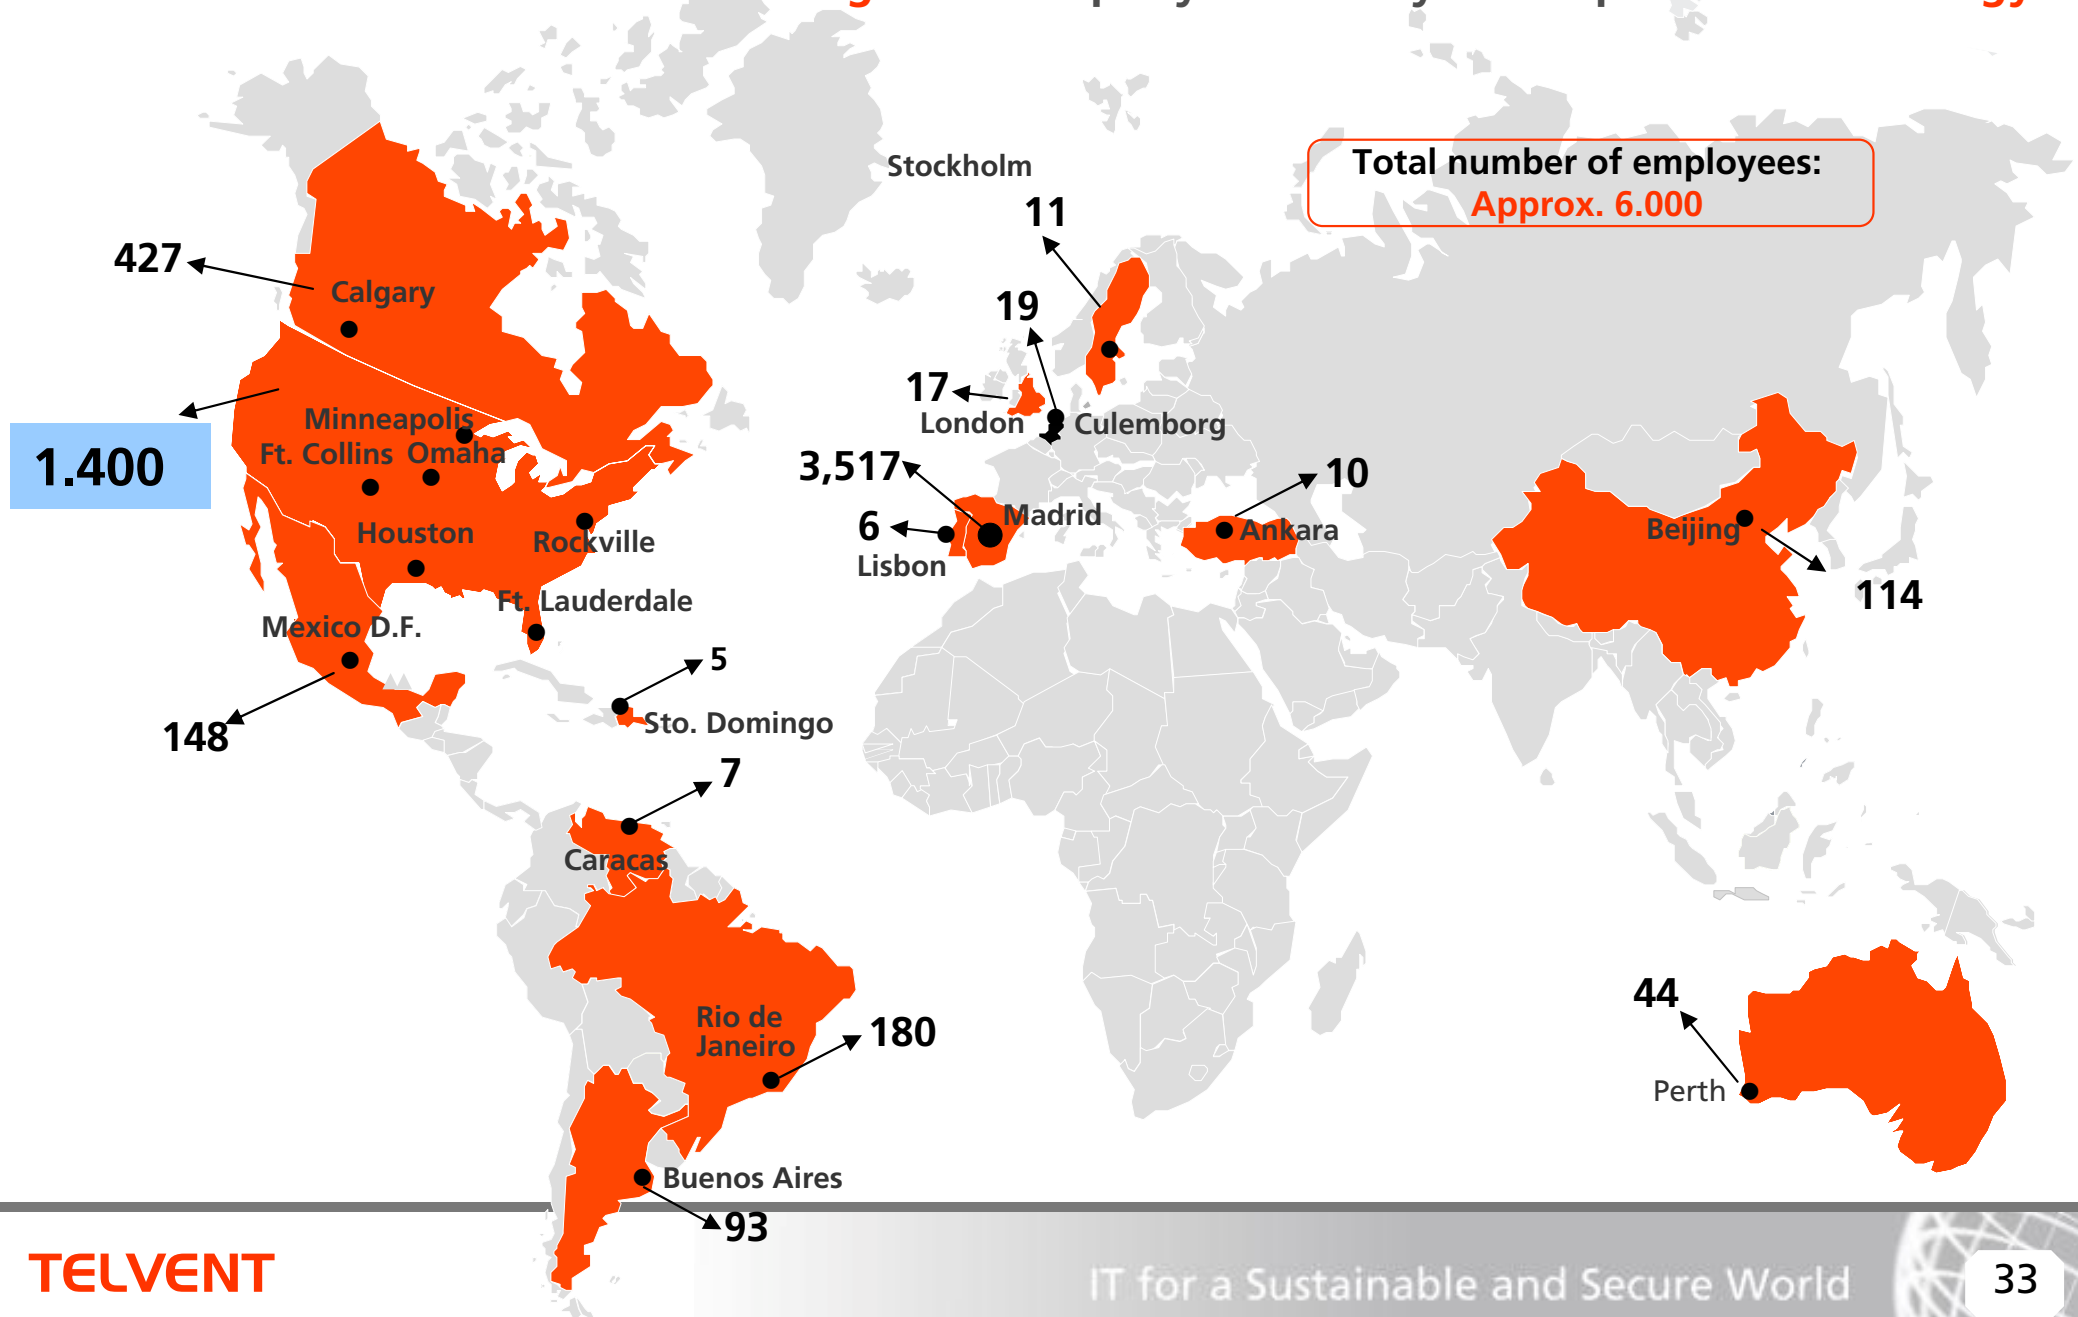 Stockholm
Total number of employees:
Approx. 6.000
11
427
Calgary
19
17
London
Culemborg
1.400
Minneapolis
Ft. Collins
Omaha
3,517
Madrid
10
Ankara
6
Lisbon
Beijing
114
Houston
Rockville
Ft. Lauderdale
Mexico D.F.
148
5
Sto. Domingo
7
Caracas
Rio de
Janeiro
180
44
Perth
Buenos Aires
93
TELVENT
IT for a Sustainable and Secure World
33